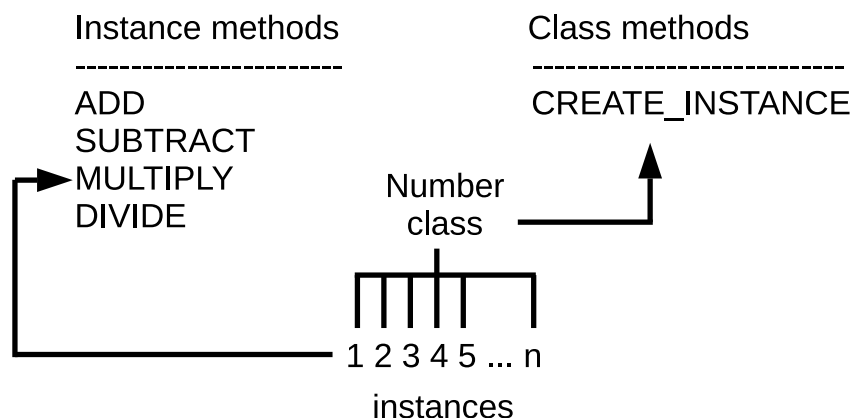 Instance methods
---------------------------
ADD
SUBTRACT
MULTIPLY
DIVIDE
Class methods
--------------------------------
CREATE_INSTANCE
Number
class
1 2 3 4 5 ... n
instances